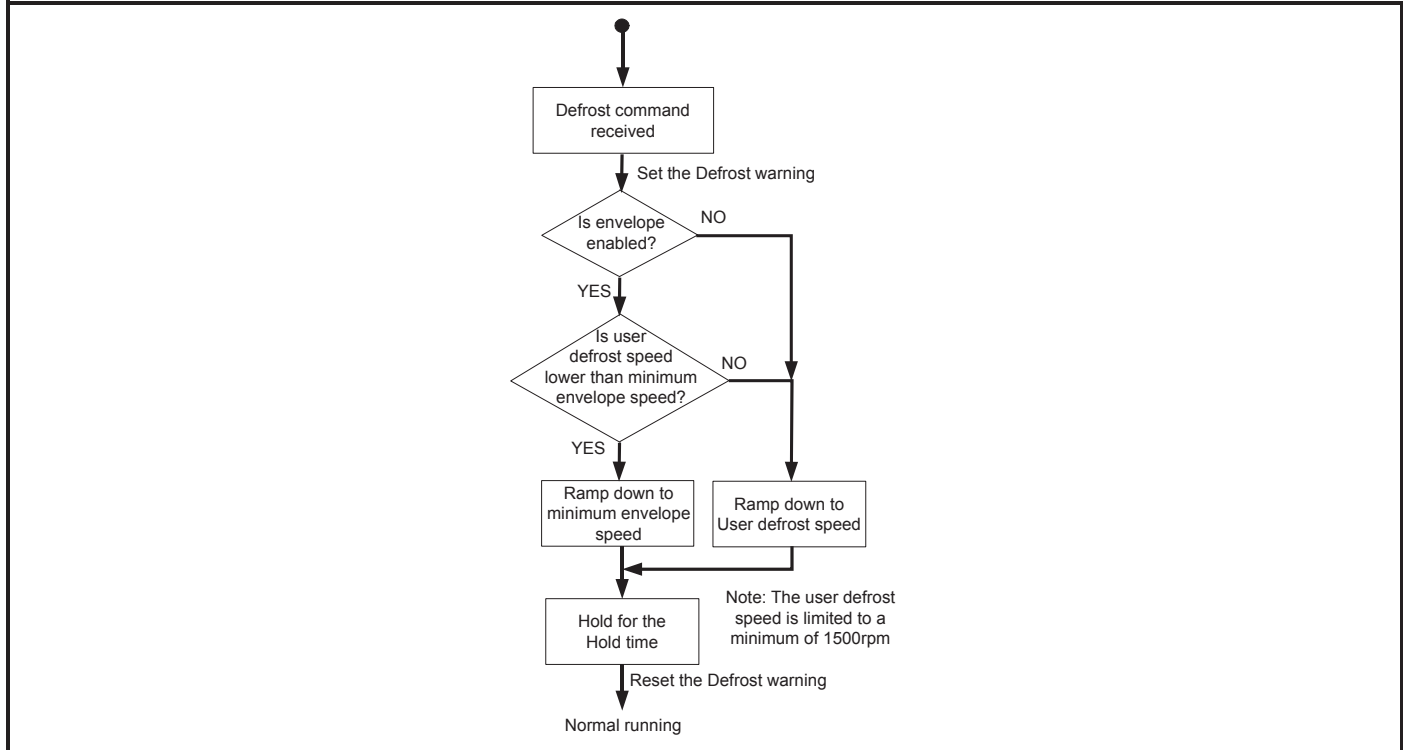 Defrost command
received
Set the Defrost warning
Is envelope
enabled?
NO
YES
Is user
defrost speed
lower than minimum
envelope speed?
NO
YES
Ramp down to
minimum envelope
speed
Ramp down to
User defrost speed
Hold for the
Hold time
Note: The user defrost
speed is limited to a
minimum of 1500rpm
Reset the Defrost warning
Normal running